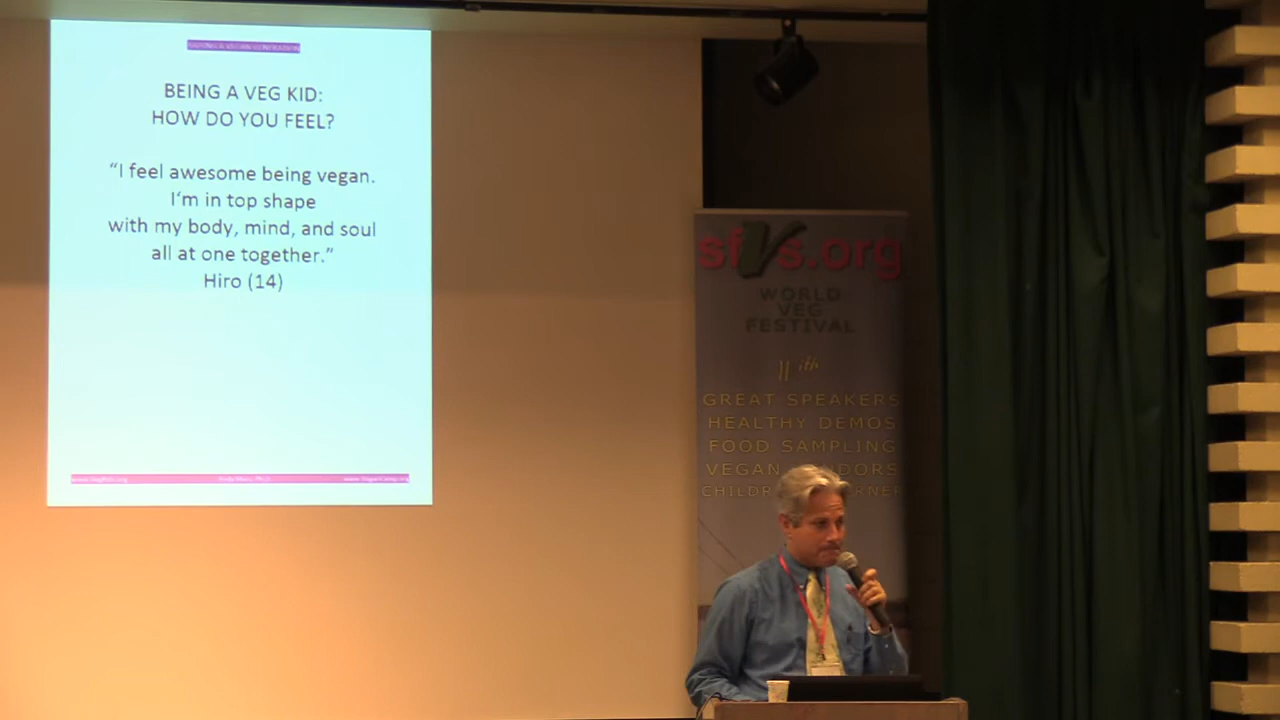 BEING A VEG KID:
HOW DO YOU FEEL?
“I feel awesome being vegan.
I‘m in top shape
with my body, mind, and soul
all at one together.”
Hiro (14)
sfVs.org
WORLD
VEG
FESTIVAL
with
GREAT SPEAKERS
HEALTHY DEMOS
FOOD SAMPLING
VEGAN